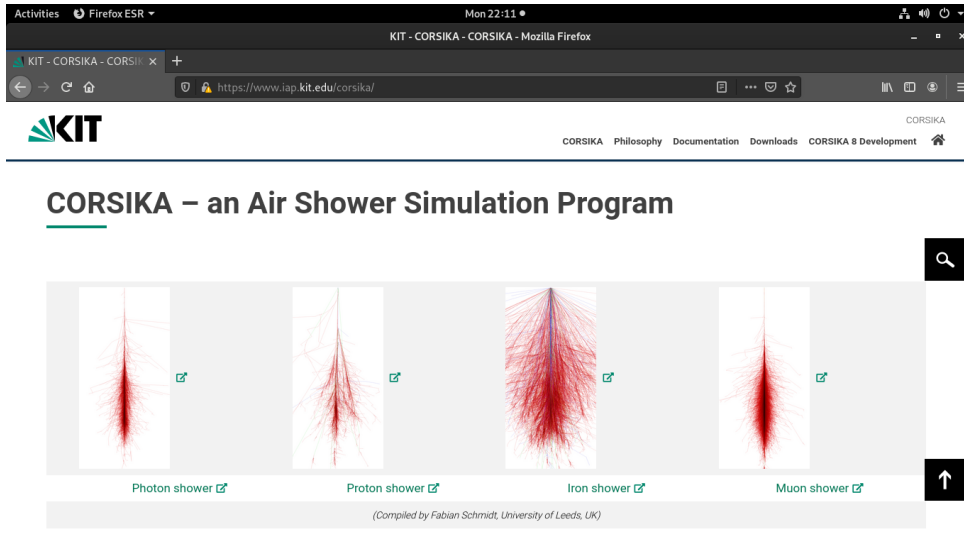 Activities Firefox ESR Mon 22:11
KIT - CORSIKA - CORSIKA - Mozilla Firefox
KIT - CORSIKA - CORSIK
https://www.iap.kit.edu/corsika/
KIT
CORSIKA
CORSIKA Philosophy Documentation Downloads CORSIKA 8 Development
CORSIKA – an Air Shower Simulation Program
Photon shower Proton shower Iron shower Muon shower
(Compiled by Fabian Schmidt, University of Leeds, UK)